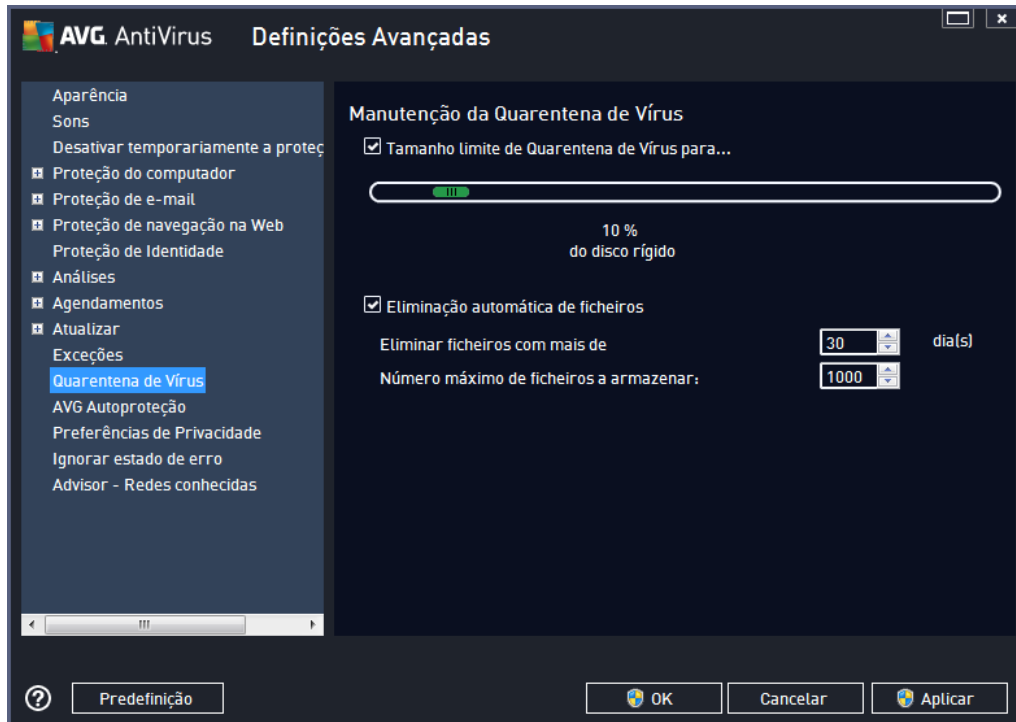 AVG. AntiVirus
Definições Avançadas
Aparência
Sons
Desativar temporariamente a proteç
Proteção do computador
Proteção de e-mail
Proteção de navegação na Web
Proteção de Identidade
Análises
Agendamentos
Atualizar
Exceções
Quarentena de Vírus
AVG Autoproteção
Preferências de Privacidade
Ignorar estado de erro
Advisor - Redes conhecidas
Manutenção da Quarentena de Vírus
Tamanho limite de Quarentena de Vírus para...
10 %
do disco rígido
Eliminação automática de ficheiros
Eliminar ficheiros com mais de 30 dia(s)
Número máximo de ficheiros a armazenar: 1000
Predefinição
OK
Cancelar
Aplicar